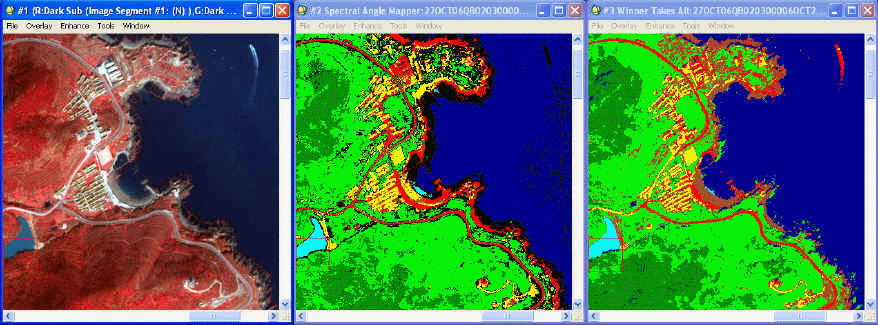 #1 (R:Dark Sub (Image Segment #1: (N) ),G:Dark ...
File Overlay Enhance Tools Window
#2 Spectral Angle Mapper:27OCT06QB02030000...
File Overlay Enhance Tools Window
#3 Winner Takes All:27OCT06QB020300006OCT2...
File Overlay Enhance Tools Window